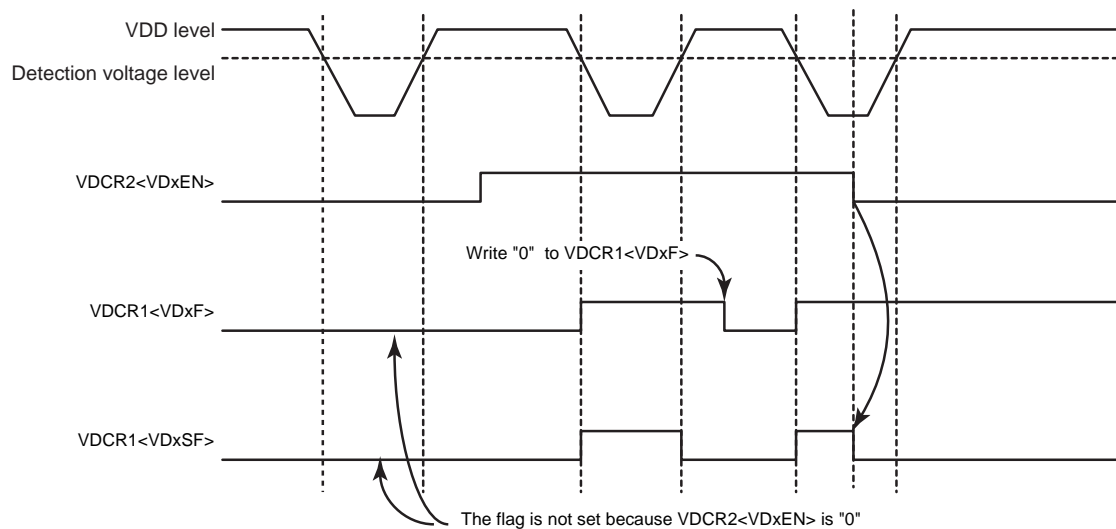 VDD level
Detection voltage level
VDCR2<VDxEN>
Write "0" to VDCR1<VDxF>
VDCR1<VDxF>
VDCR1<VDxSF>
The flag is not set because VDCR2<VDxEN> is "0"